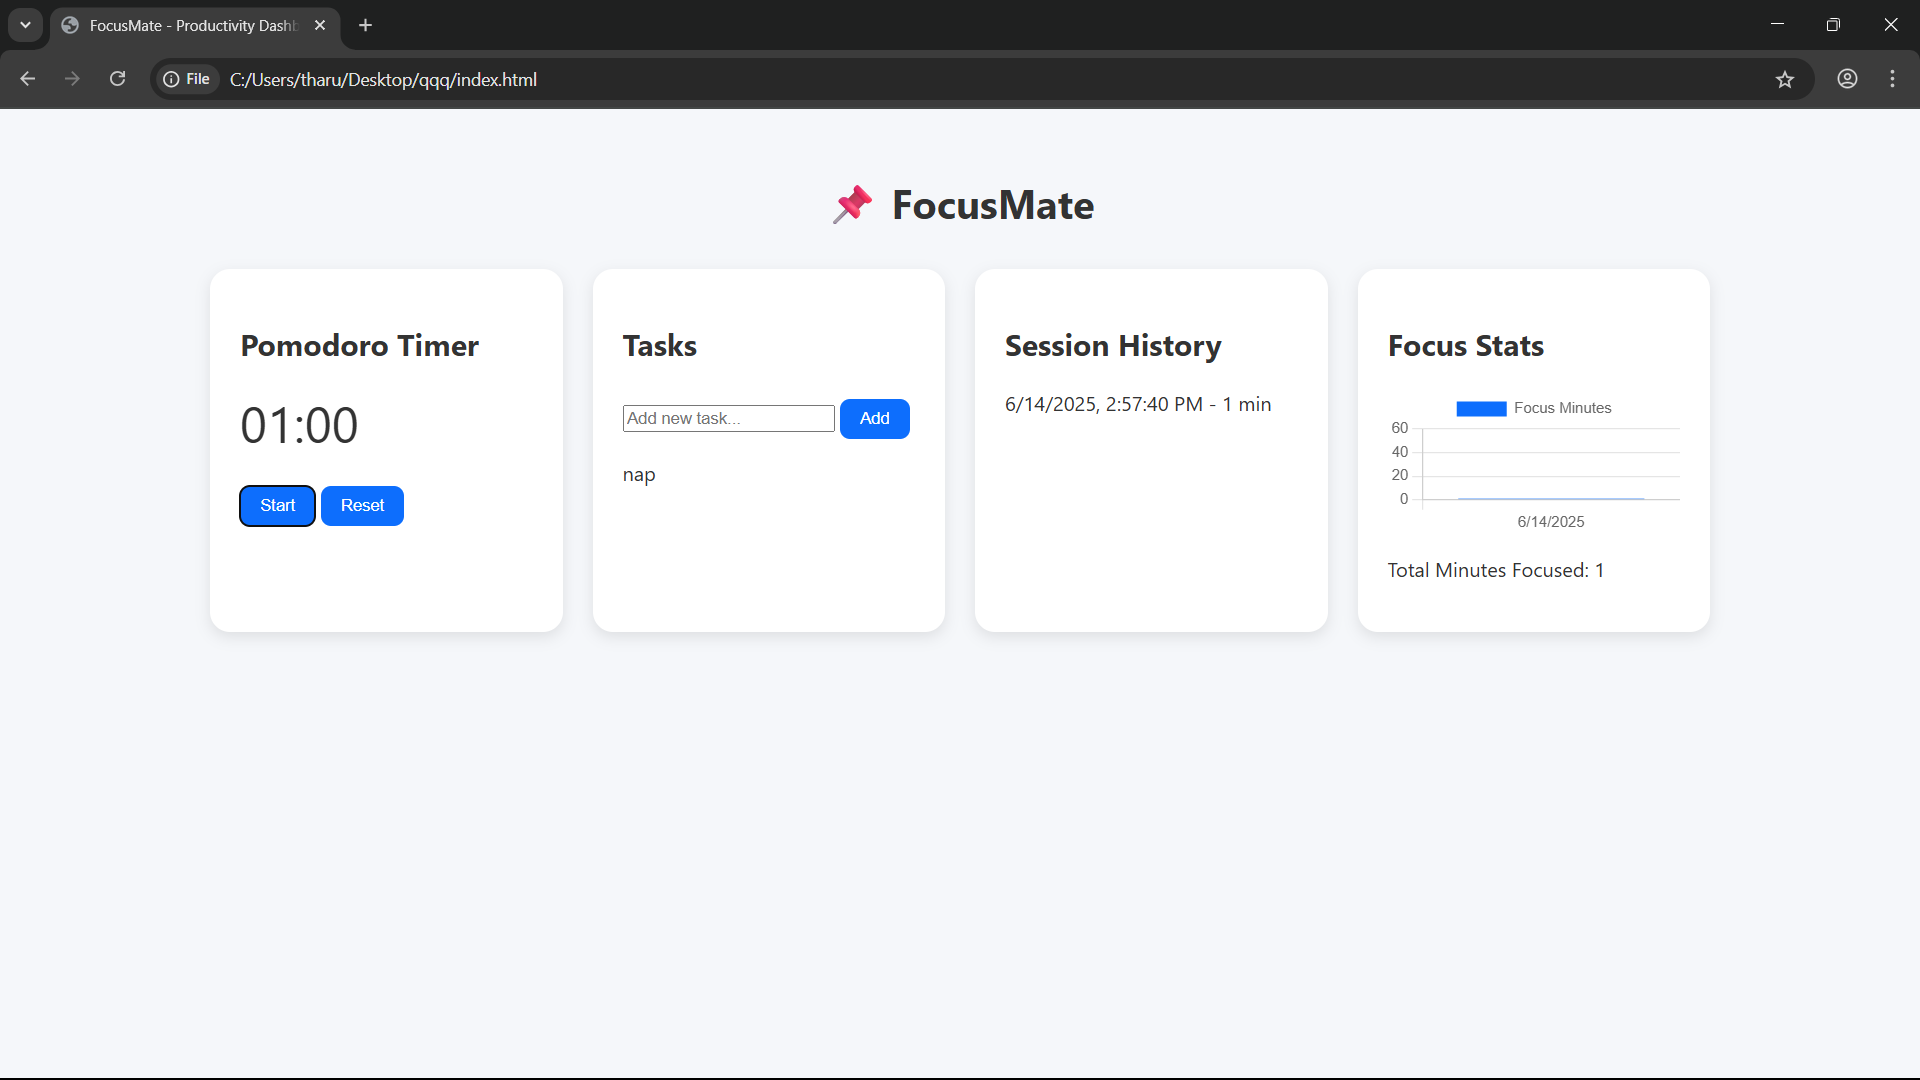 FocusMate - Productivity Dashb
File C:/Users/tharu/Desktop/qqq/index.html
FocusMate
Pomodoro Timer
01:00
Start Reset
Tasks
Add new task... Add
nap
Session History
6/14/2025, 2:57:40 PM - 1 min
Focus Stats
Focus Minutes
60
40
20
0
6/14/2025
Total Minutes Focused: 1